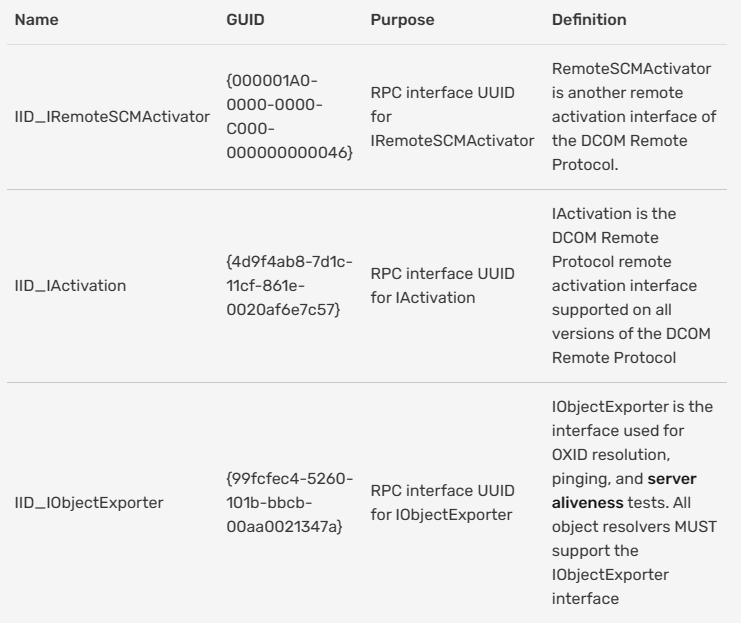 Name GUID Purpose Definition
IID_IRemoteSCMActivator
{000001A0-
0000-0000-
C000-
000000000046}
RPC interface UUID
for
IRemoteSCMActivator
RemoteSCMActivator
is another remote
activation interface of
the DCOM Remote
Protocol.
IID_IActivation
{4d9f4ab8-7d1c-
11cf-861e-
0020af6e7c57}
RPC interface UUID
for IActivation
IActivation is the
DCOM Remote
Protocol remote
activation interface
supported on all
versions of the DCOM
Remote Protocol
IID_IObjectExporter
{99fcfec4-5260-
101b-bbcb-
00aa0021347a}
RPC interface UUID
for IObjectExporter
IObjectExporter is the
interface used for
OXID resolution,
pinging, and server
aliveness tests. All
object resolvers MUST
support the
IObjectExporter
interface